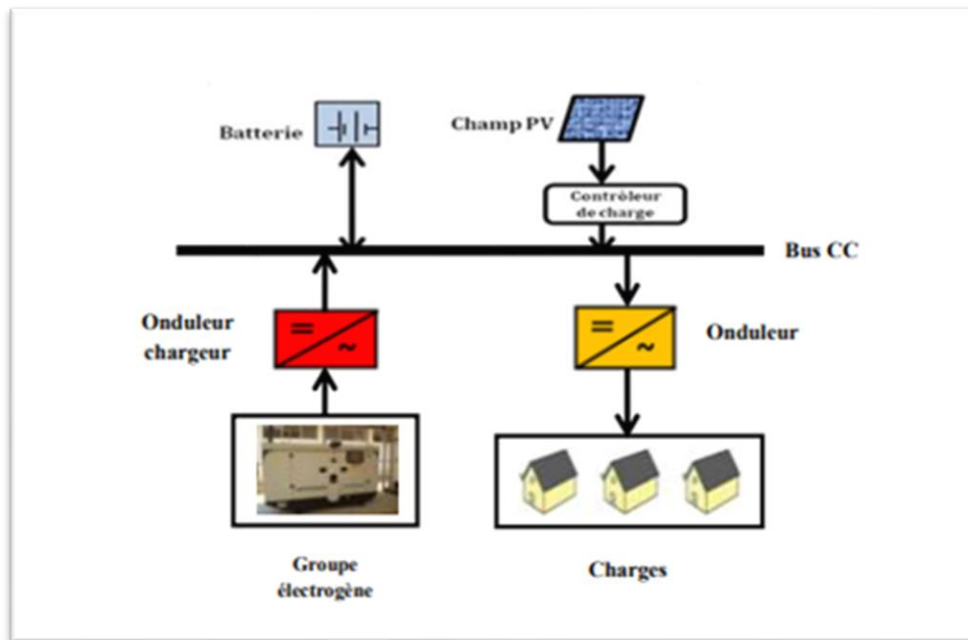 Batterie
Champ PV
Contrôleur
de charge
Bus CC
Onduleur
chargeur
Onduleur
Groupe
électrogène
Charges